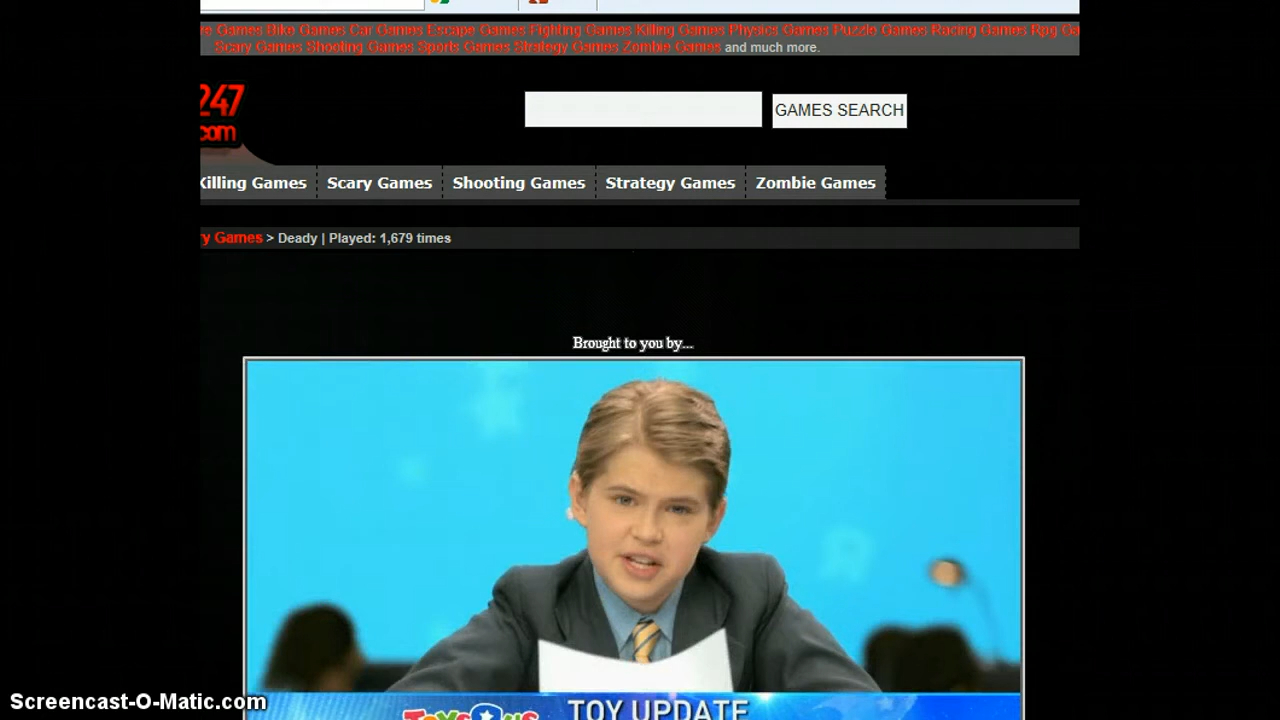 Games Bike Games Car Games Escape Games Fighting Games Killing Games Physics Games Puzzle Games Racing Games Rpg Ga
Scary Games Shooting Games Sports Games Strategy Games Zombie Games and much more.
247
.com
GAMES SEARCH
Killing Games Scary Games Shooting Games Strategy Games Zombie Games
ry Games > Deady | Played: 1,679 times
Brought to you by...
Screencast-O-Matic.com
TOYS R US TOY UPDATE